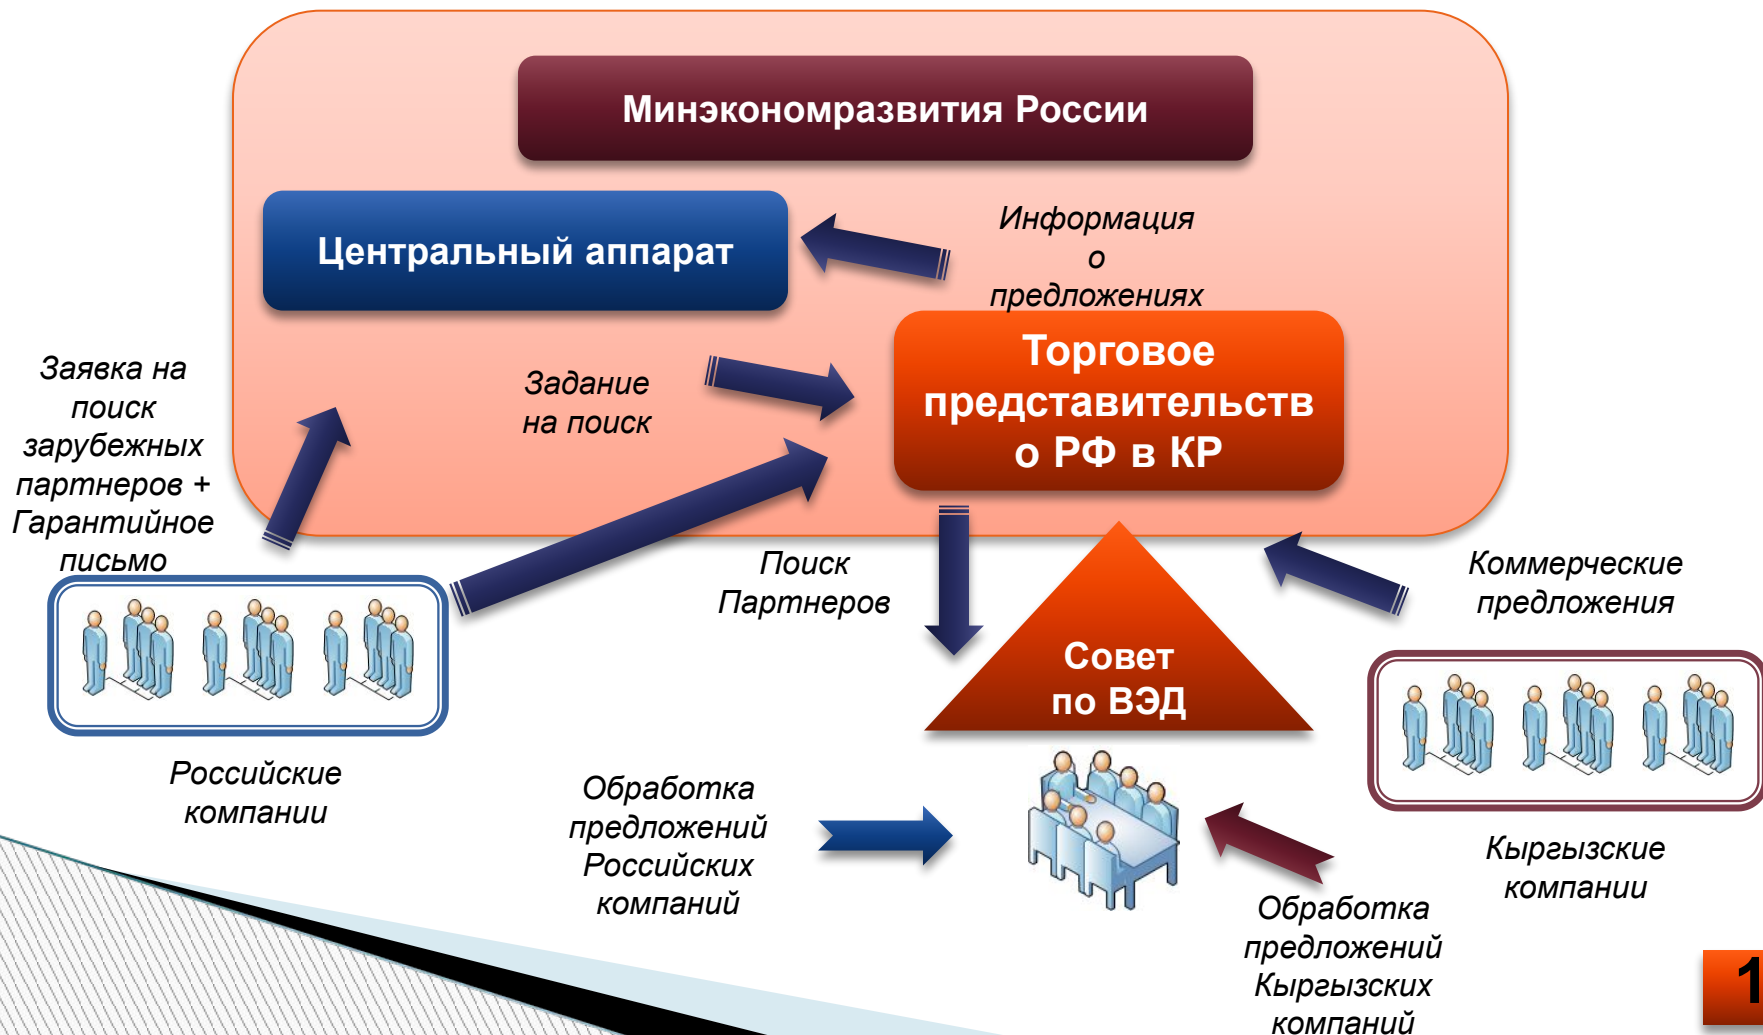 Минэкономразвития России
Центральный аппарат
Информация
о
предложениях
Торговое
представительств
о РФ в КР
Задание
на поиск
Заявка на
поиск
зарубежных
партнеров +
Гарантийное
письмо
Поиск
Партнеров
Коммерческие
предложения
Совет
по ВЭД
Российские
компании
Обработка
предложений
Российских
компаний
Кыргызские
компании
Обработка
предложений
Кыргызских
компаний
1